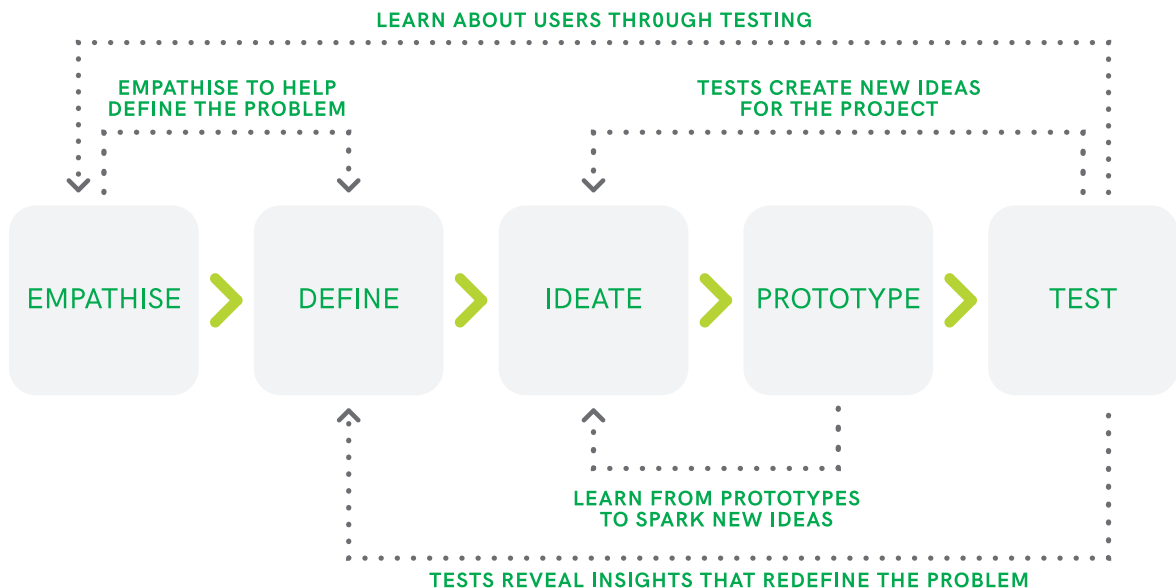 LEARN ABOUT USERS THR0UGH TESTING
EMPATHISE TO HELP
DEFINE THE PROBLEM
TESTS CREATE NEW IDEAS
FOR THE PROJECT
EMPATHISE
DEFINE
IDEATE
PROTOTYPE
TEST
LEARN FROM PROTOTYPES
TO SPARK NEW IDEAS
TESTS REVEAL INSIGHTS THAT REDEFINE THE PROBLEM